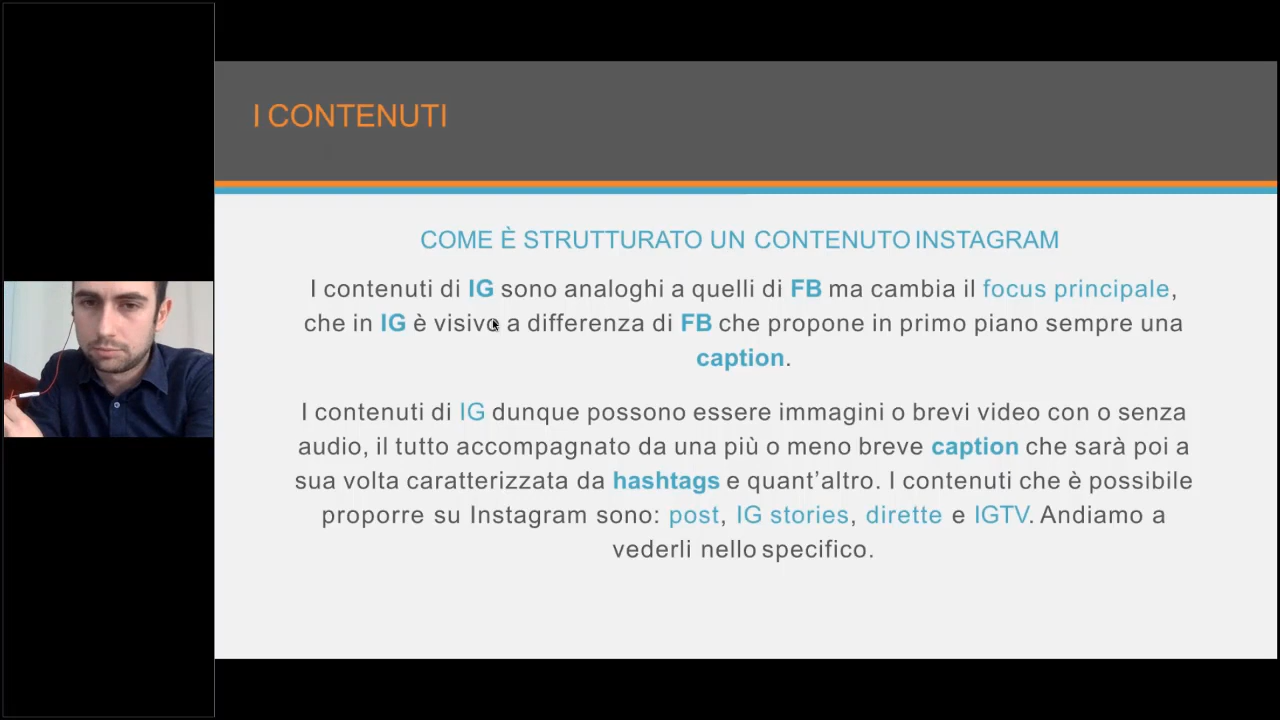 I CONTENUTI
COME È STRUTTURATO UN CONTENUTO INSTAGRAM
I contenuti di IG sono analoghi a quelli di FB ma cambia il focus principale,
che in IG è visivo a differenza di FB che propone in primo piano sempre una
caption.
I contenuti di IG dunque possono essere immagini o brevi video con o senza
audio, il tutto accompagnato da una più o meno breve caption che sarà poi a
sua volta caratterizzata da hashtags e quant’altro. I contenuti che è possibile
proporre su Instagram sono: post, IG stories, dirette e IGTV. Andiamo a
vederli nello specifico.